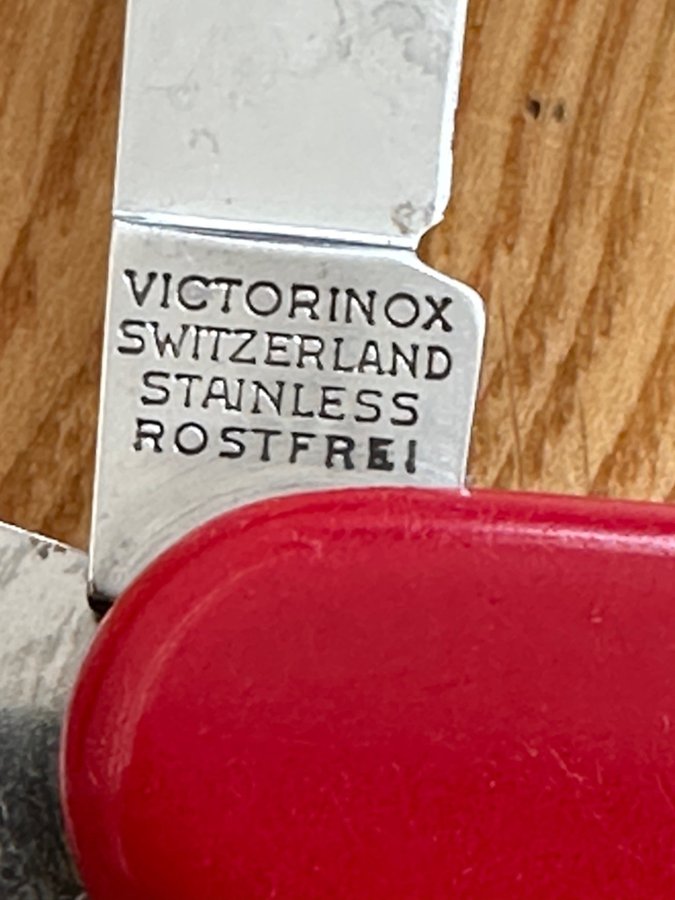 VICTORINOX
SWITZERLAND
STAINLESS
ROSTFREI